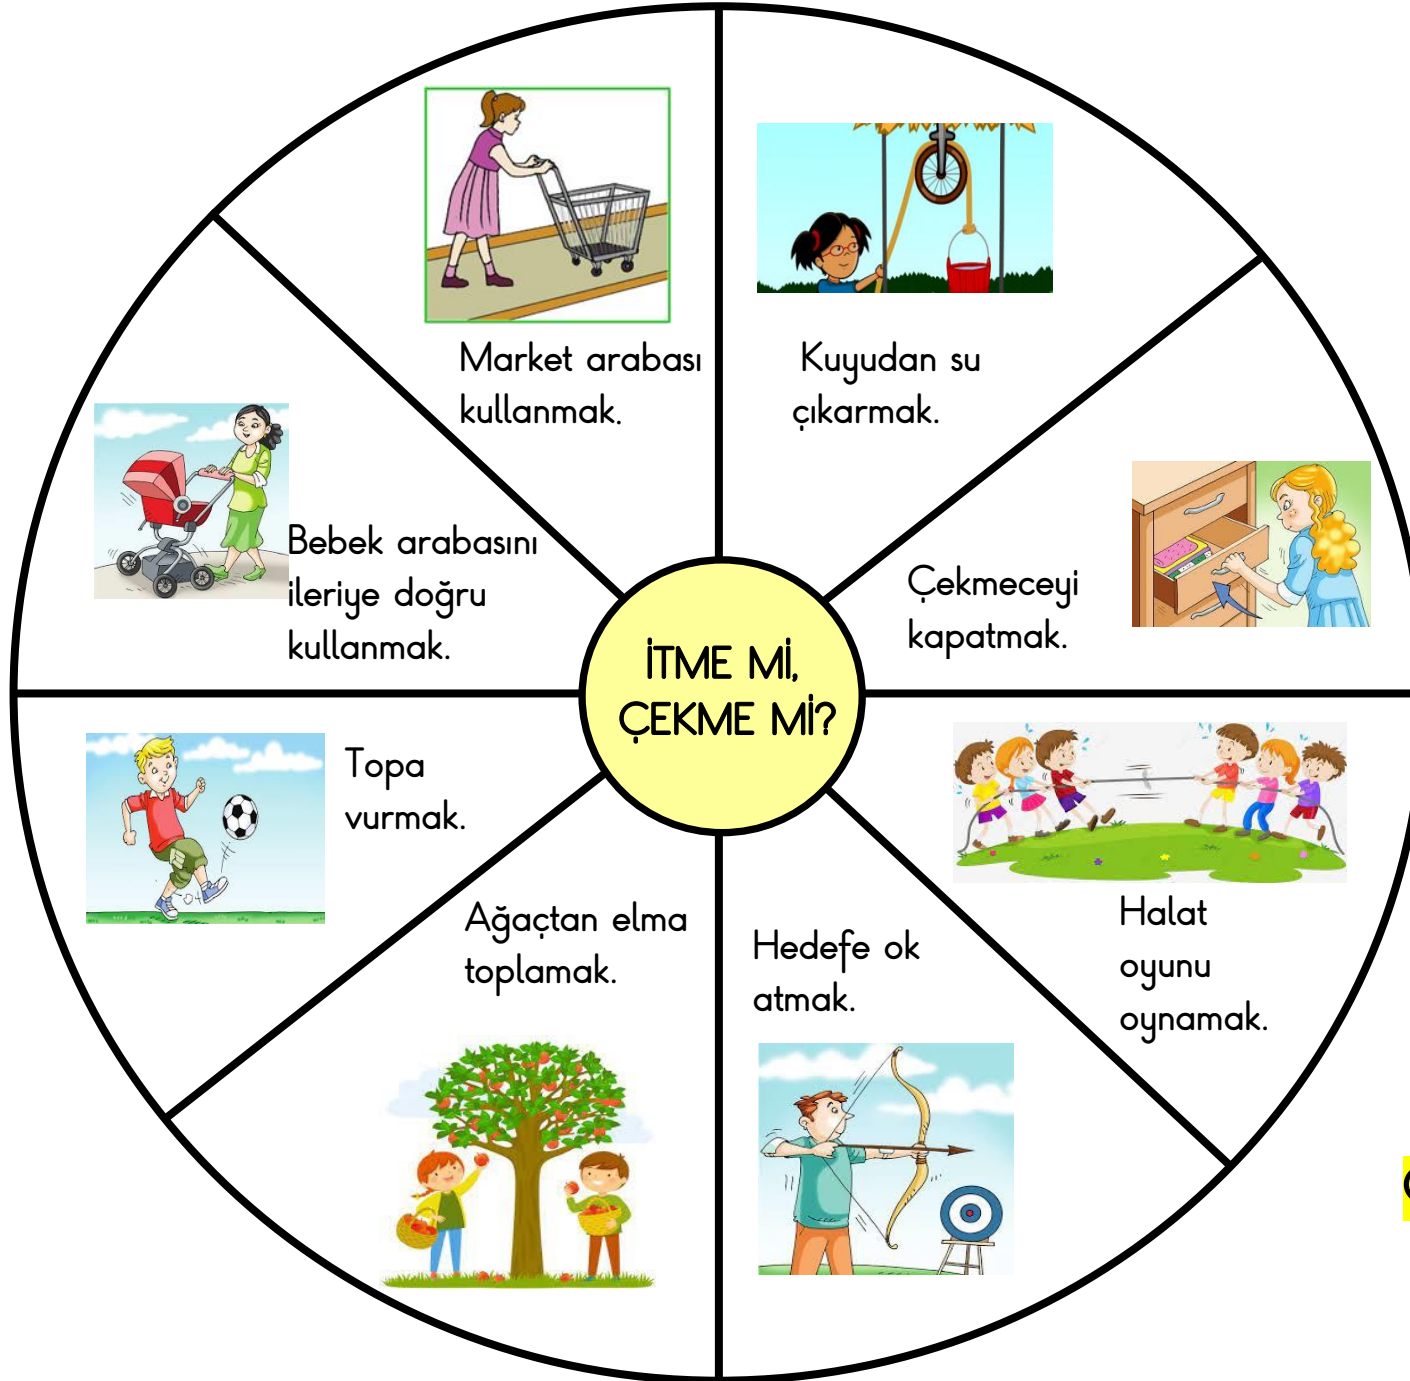 Market arabası
kullanmak.
Kuyudan su
çıkarmak.
Bebek arabasını
ileriye doğru
kullanmak.
Çekmeceyi
kapatmak.
İTME Mİ,
ÇEKME Mİ?
Topa
vurmak.
Halat
oyunu
oynamak.
Ağaçtan elma
toplamak.
Hedefe ok
atmak.